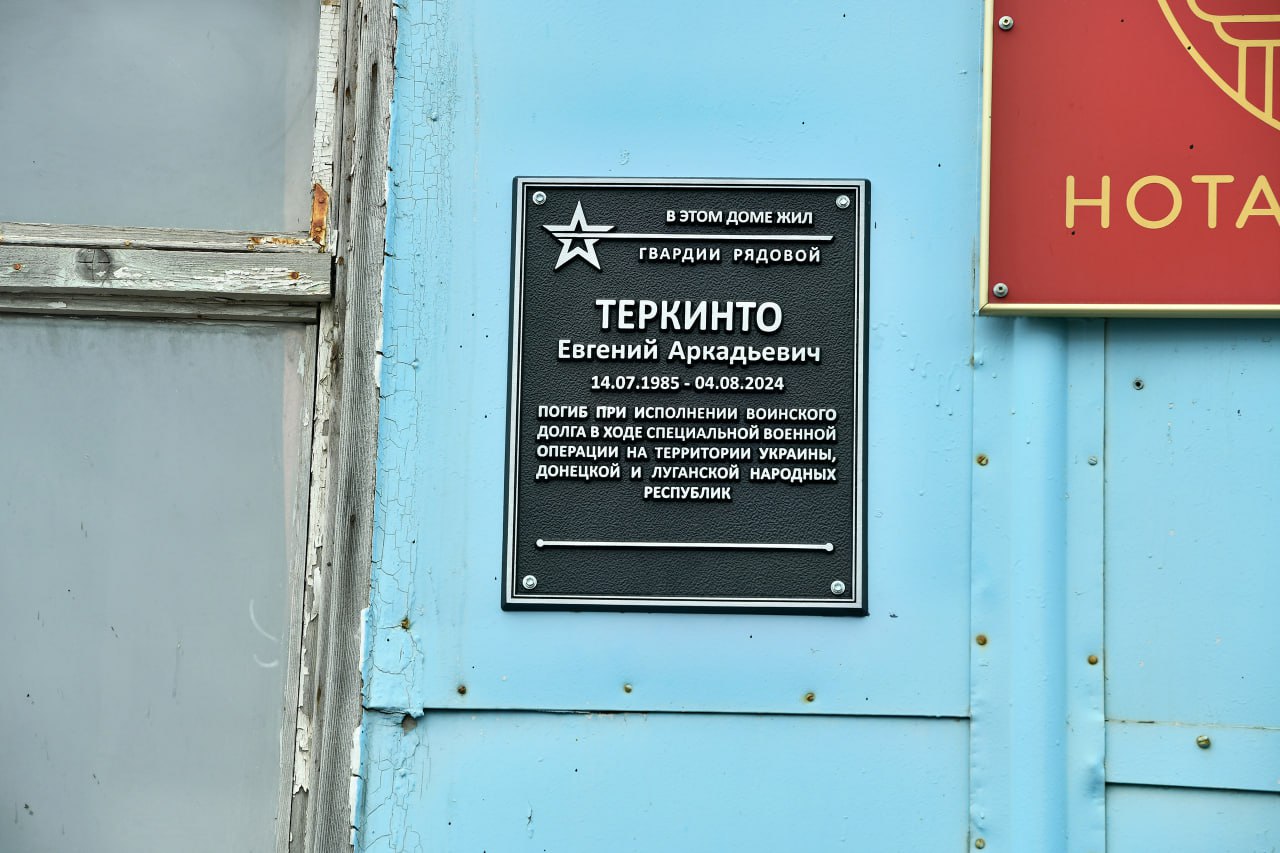 В ЭТОМ ДОМЕ ЖИЛ
ГВАРДИИ РЯДОВОЙ
ТЕРКИНТО
Евгений Аркадьевич
14.07.1985 - 04.08.2024
ПОГИБ ПРИ ИСПОЛНЕНИИ ВОИНСКОГО
ДОЛГА В ХОДЕ СПЕЦИАЛЬНОЙ ВОЕННОЙ
ОПЕРАЦИИ НА ТЕРРИТОРИИ УКРАИНЫ,
ДОНЕЦКОЙ И ЛУГАНСКОЙ НАРОДНЫХ
РЕСПУБЛИК
НОТА